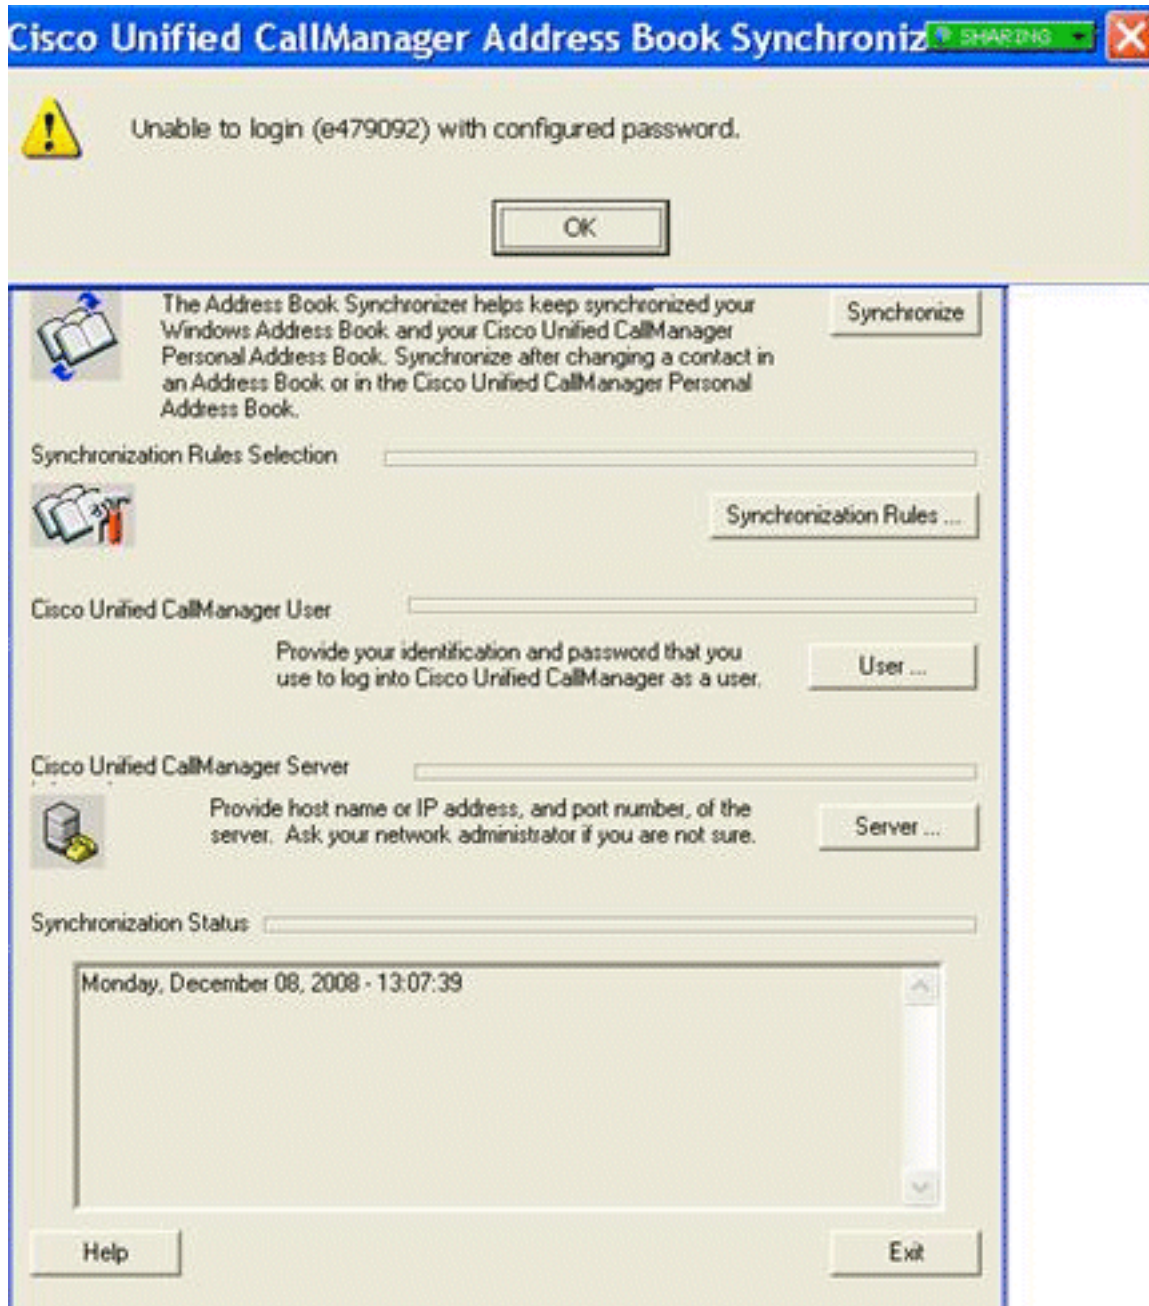 Cisco Unified CallManager Address Book Synchroniz
SHARING
Unable to login (e479092) with configured password.
OK
The Address Book Synchronizer helps keep synchronized your
Windows Address Book and your Cisco Unified CallManager
Personal Address Book. Synchronize after changing a contact in
an Address Book or in the Cisco Unified CallManager Personal
Address Book.
Synchronize
Synchronization Rules Selection
Synchronization Rules ...
Cisco Unified CallManager User
Provide your identification and password that you
use to log into Cisco Unified CallManager as a user.
User ...
Cisco Unified CallManager Server
Provide host name or IP address, and port number, of the
server. Ask your network administrator if you are not sure.
Server ...
Synchronization Status
Monday, December 08, 2008 - 13:07:39
Help
Exit